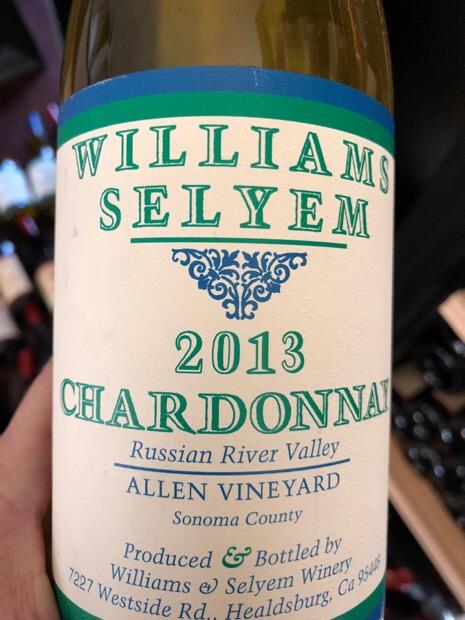 WILLIAMS
SELYEM
2013
CHARDONNAY
Russian River Valley
ALLEN VINEYARD
Sonoma County
Produced & Bottled by
Williams & Selyem Winery
7227 Westside Rd., Healdsburg, Ca 95448